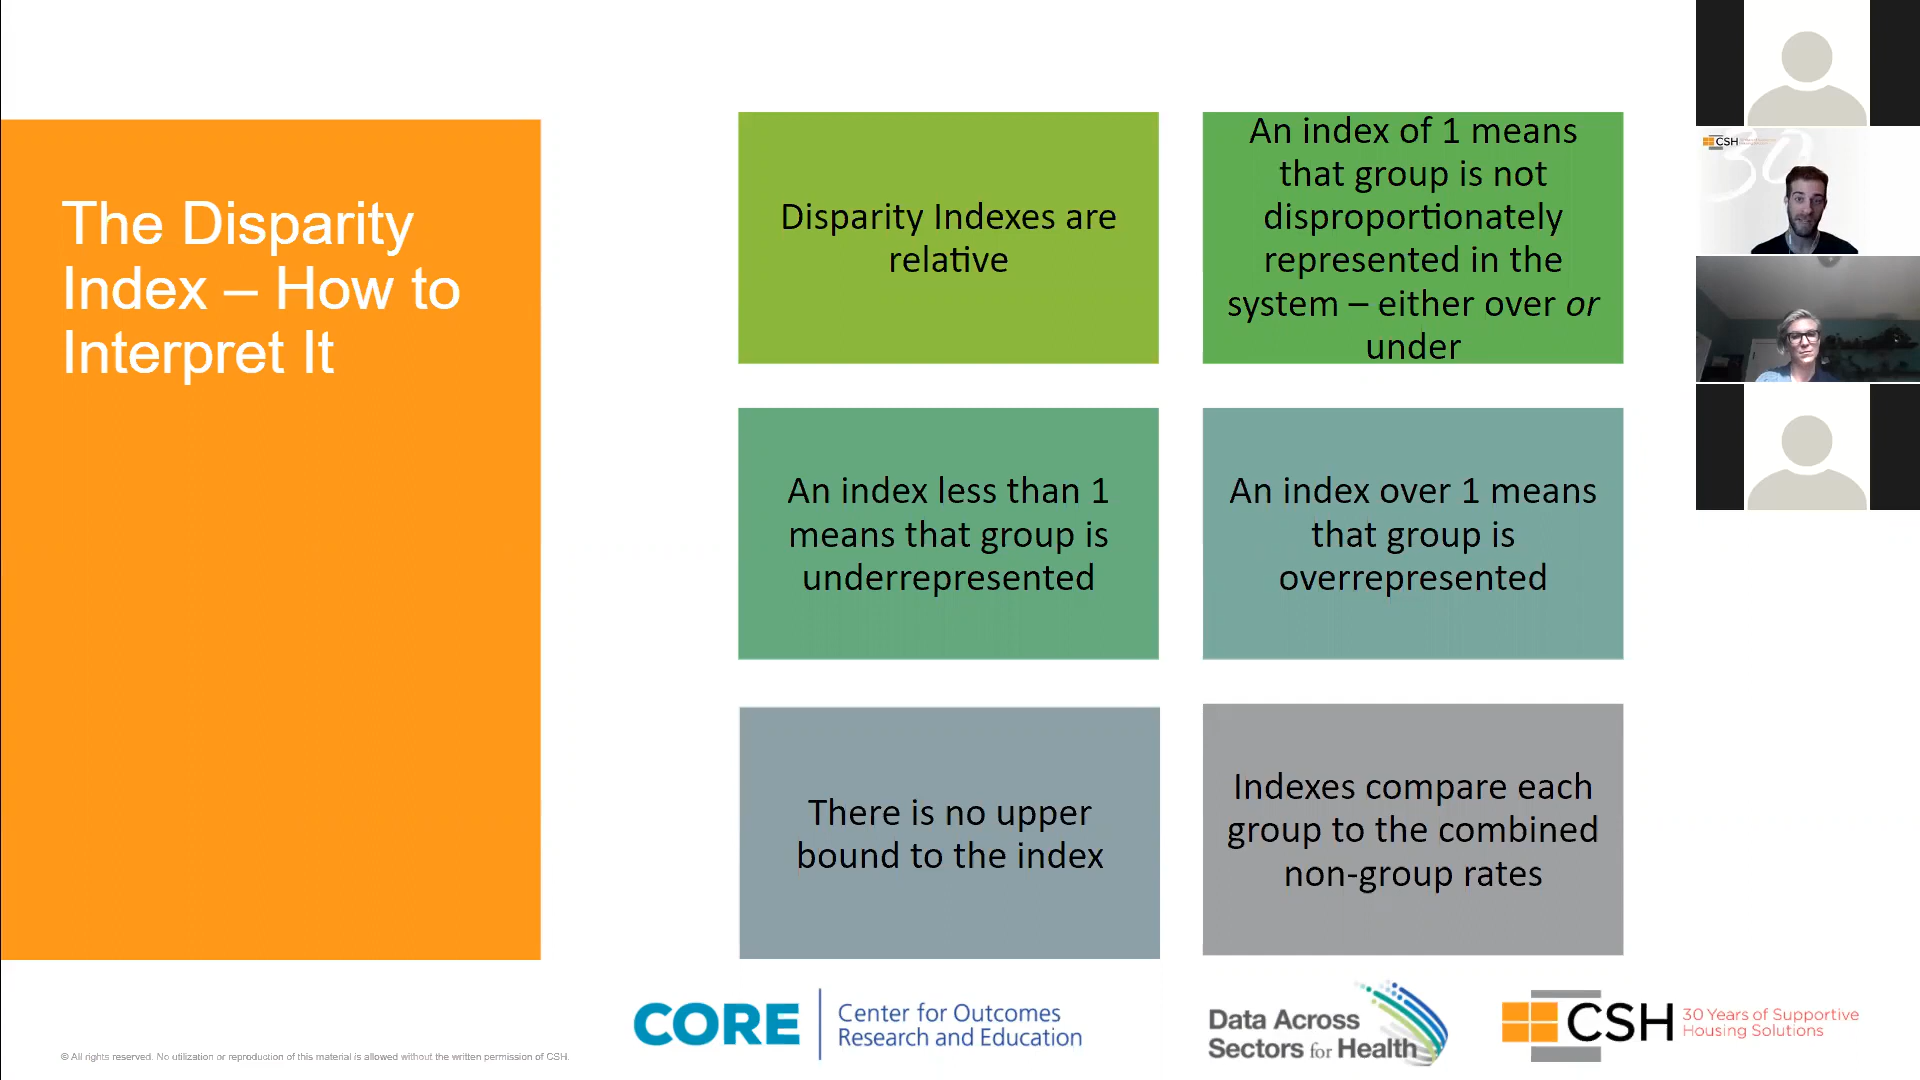 The Disparity
Index – How to
Interpret It
Disparity Indexes are
relative
An index of 1 means
that group is not
disproportionately
represented in the
system – either over or
under
An index less than 1
means that group is
underrepresented
An index over 1 means
that group is
overrepresented
There is no upper
bound to the index
Indexes compare each
group to the combined
non-group rates
CSH
30
© All rights reserved. No utilization or reproduction of this material is allowed without the written permission of CSH.
CORE
Center for Outcomes
Research and Education
Data Across
Sectors for Health
CSH
30 Years of Supportive
Housing Solutions